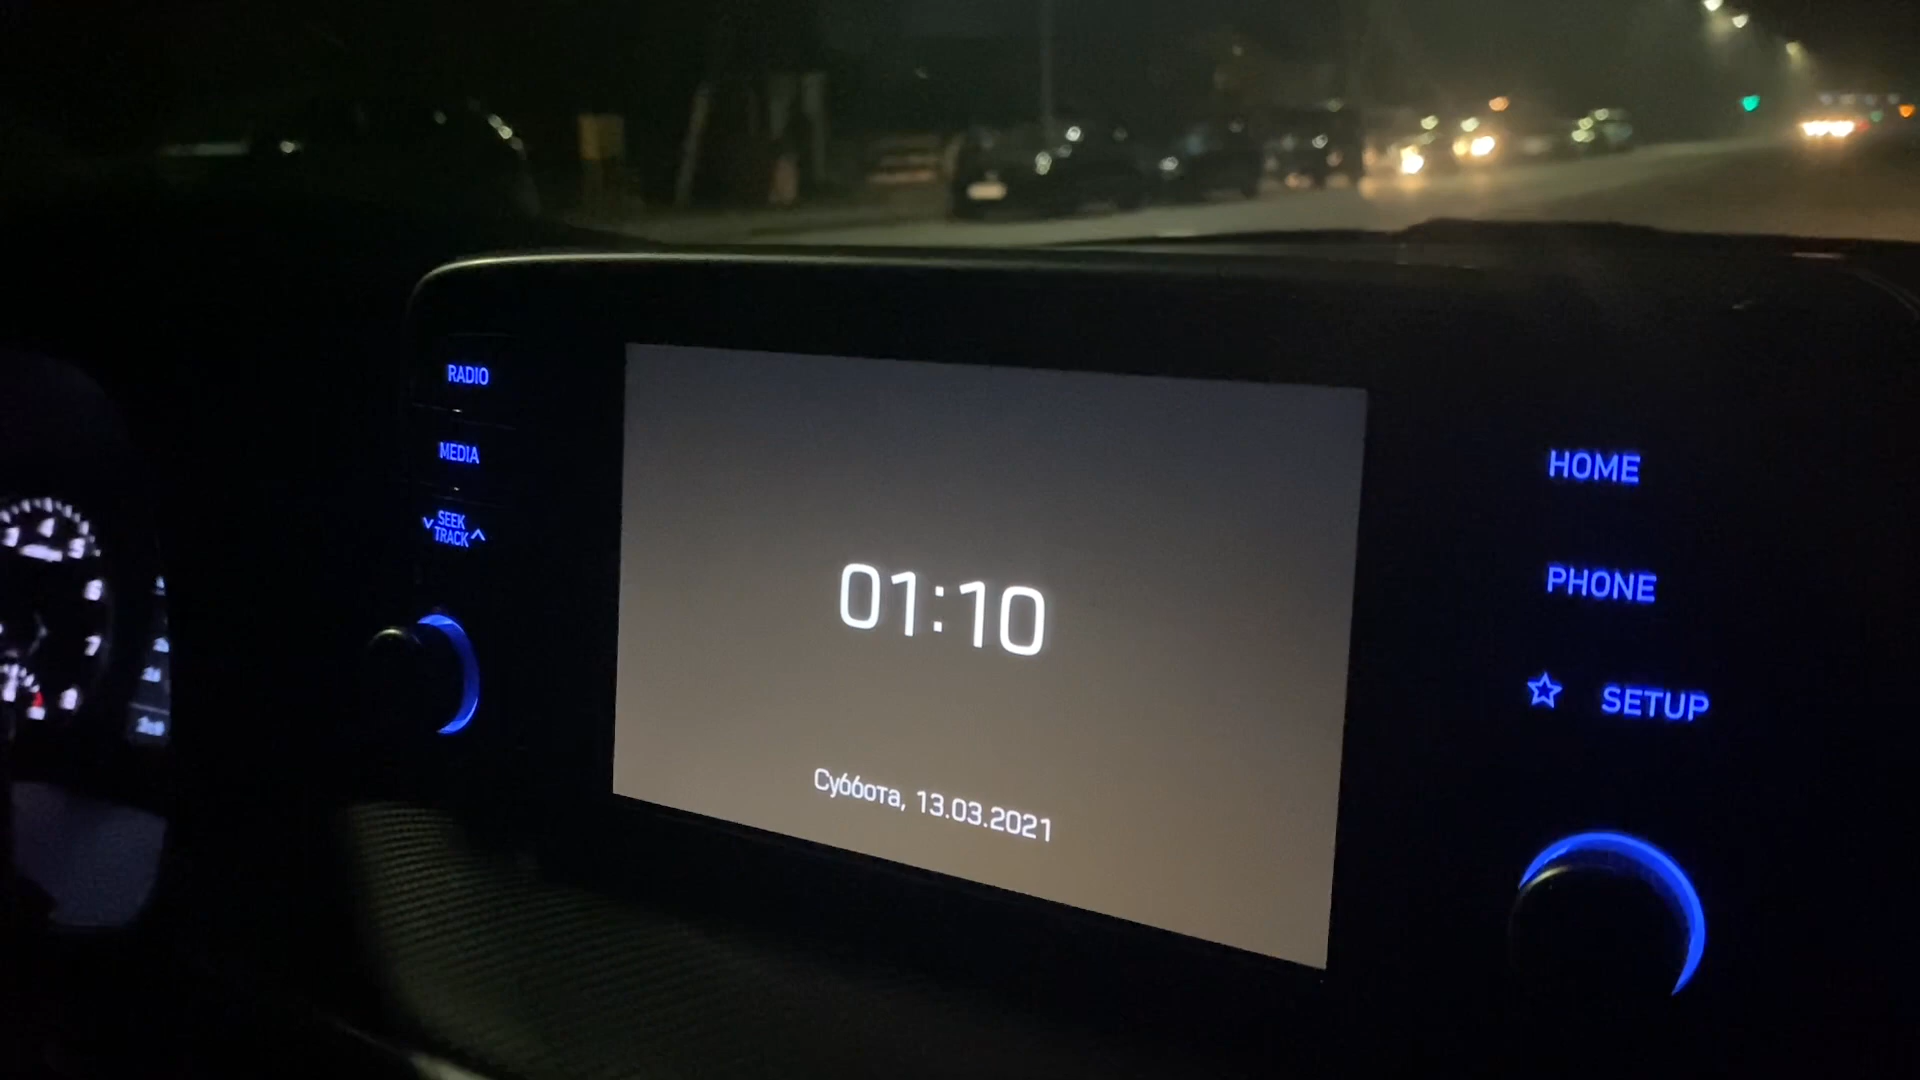 RADIO
MEDIA
SEEK
TRACK
01:10
Суббота, 13.03.2021
HOME
PHONE
SETUP